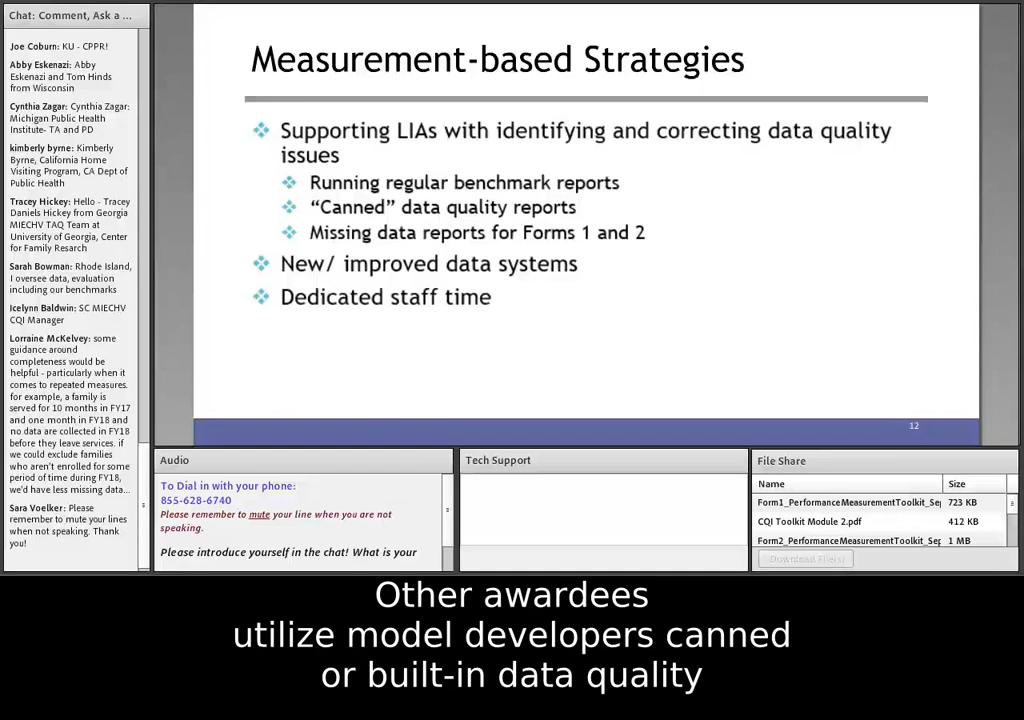 Chat: Comment, Ask a ...
Joe Coburn: KU - CPPR!
Abby Eskenazi: Abby
Eskenazi and Tom Hinds
from Wisconsin
Cynthia Zagar: Cynthia Zagar:
Michigan Public Health
Institute- TA and PD
kimberly byrne: Kimberly
Byrne, California Home
Visiting Program, CA Dept of
Public Health
Tracey Hickey: Hello - Tracey
Daniels Hickey from Georgia
MIECHV TAQ Team at
University of Georgia, Center
for Family Resarch
Sarah Bowman: Rhode Island,
I oversee data, evaluation
including our benchmarks
Icelynn Baldwin: SC MIECHV
CQI Manager
Lorraine McKelvey: some
guidance around
completeness would be
helpful - particularly when it
comes to repeated measures.
for example, a family is
served for 10 months in FY17
and one month in FY18 and
no data are collected in FY18
before they leave services. if
we could exclude families
who aren't enrolled for some
period of time during FY18,
we'd have less missing data...
Sara Voelker: Please
remember to mute your lines
when not speaking. Thank
you!
Measurement-based Strategies
Supporting LIAs with identifying and correcting data quality
issues
Running regular benchmark reports
“Canned” data quality reports
Missing data reports for Forms 1 and 2
New/ improved data systems
Dedicated staff time
12
Audio
To Dial in with your phone:
855-628-6740
Please remember to mute your line when you are not
speaking.
Please introduce yourself in the chat! What is your
Tech Support
File Share
Name Size
Form1_PerformanceMeasurementToolkit_Sep 723 KB
CQI Toolkit Module 2.pdf 412 KB
Form2_PerformanceMeasurementToolkit_Sep 1 MB
Download File(s)
Other awardees
utilize model developers canned
or built-in data quality